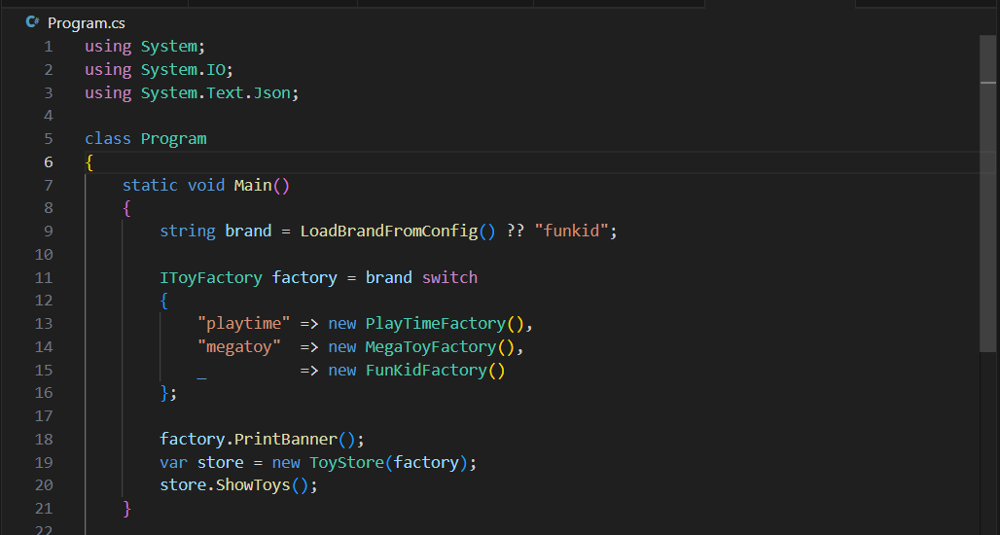 Program.cs
1 using System;
2 using System.IO;
3 using System.Text.Json;
4
5 class Program
6 {
7     static void Main()
8     {
9         string brand = LoadBrandFromConfig() ?? "funkid";
10
11         IToyFactory factory = brand switch
12         {
13             "playtime" => new PlayTimeFactory(),
14             "megatoy"  => new MegaToyFactory(),
15             _          => new FunKidFactory()
16         };
17
18         factory.PrintBanner();
19         var store = new ToyStore(factory);
20         store.ShowToys();
21     }
22